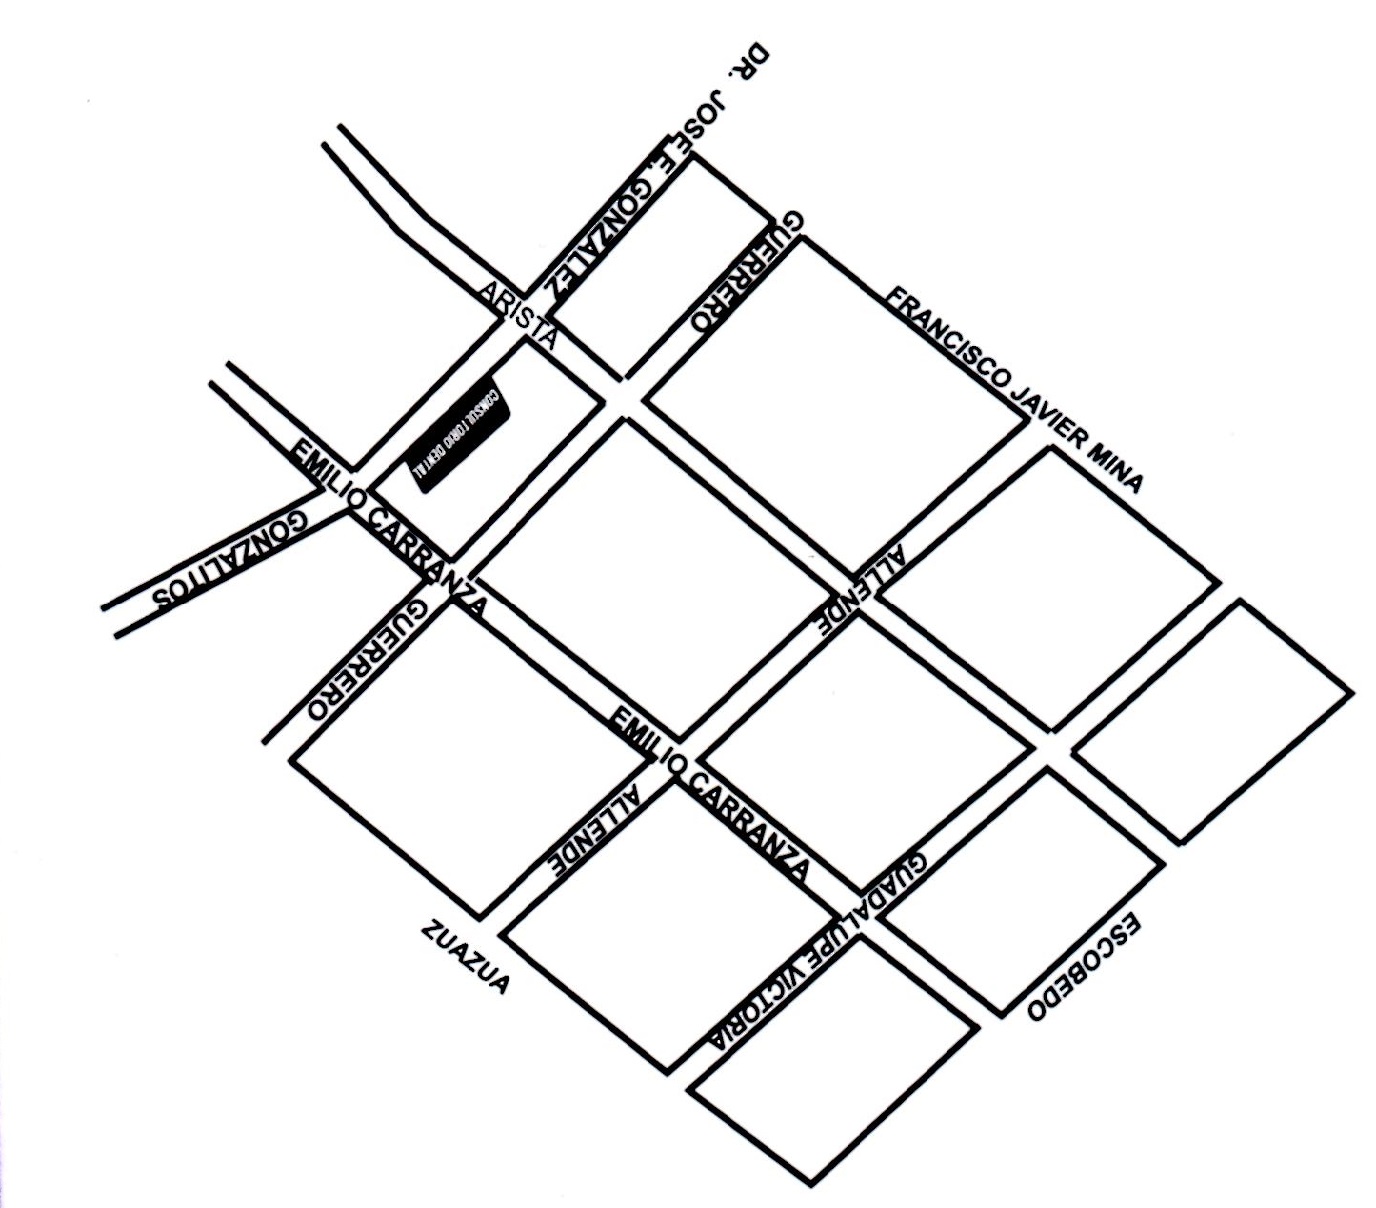 DR. JOSE E. GONZALEZ
GUERRERO
FRANCISCO JAVIER MINA
ARISTA
CONSULTORIO DENTAL
EMILIO CARRANZA
GONZALITOS
ALLENDE
GUERRERO
EMILIO CARRANZA
ALLENDE
GUADALUPE VICTORIA
ZUAZUA
ESCOBEDO